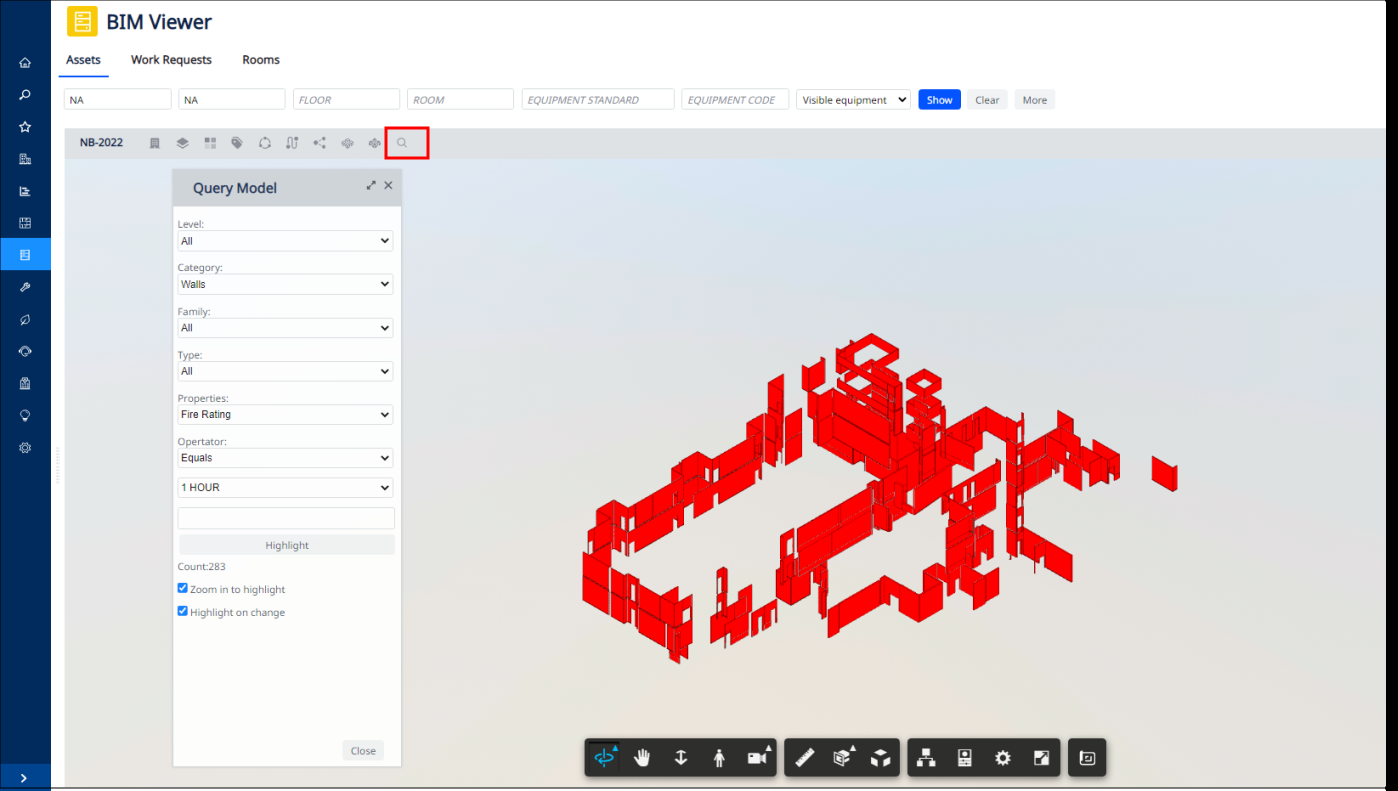 BIM Viewer
Assets Work Requests Rooms
NA NA FLOOR ROOM EQUIPMENT STANDARD EQUIPMENT CODE Visible equipment Show Clear More
NB-2022
Query Model
Level:
All
Category:
Walls
Family:
All
Type:
All
Properties:
Fire Rating
Opertator:
Equals
1 HOUR
Highlight
Count:283
Zoom in to highlight
Highlight on change
Close